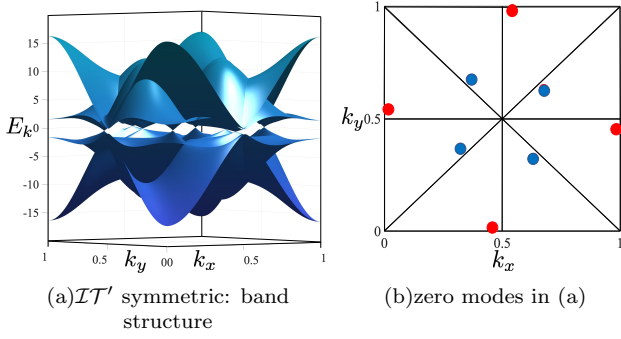 15
10
5
E_k 0
-5
-10
-15
1 0.5 k_y 0 0 k_x 0.5 1
(a)𝓘𝓣′ symmetric: band
structure
1
k_y 0.5
0
0 0.5 1
k_x
(b)zero modes in (a)